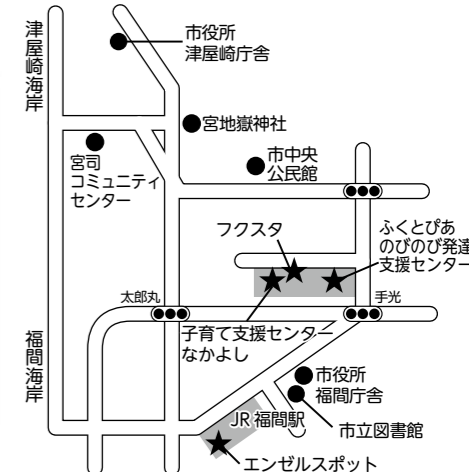 津屋崎海岸
市役所
津屋崎庁舎
宮地嶽神社
宮司
コミュニティ
センター
市中央
公民館
フクスタ
ふくとぴあ
のびのび発達
支援センター
太郎丸
手光
子育て支援センター
なかよし
福間海岸
市役所
福間庁舎
JR福間駅
市立図書館
エンゼルスポット